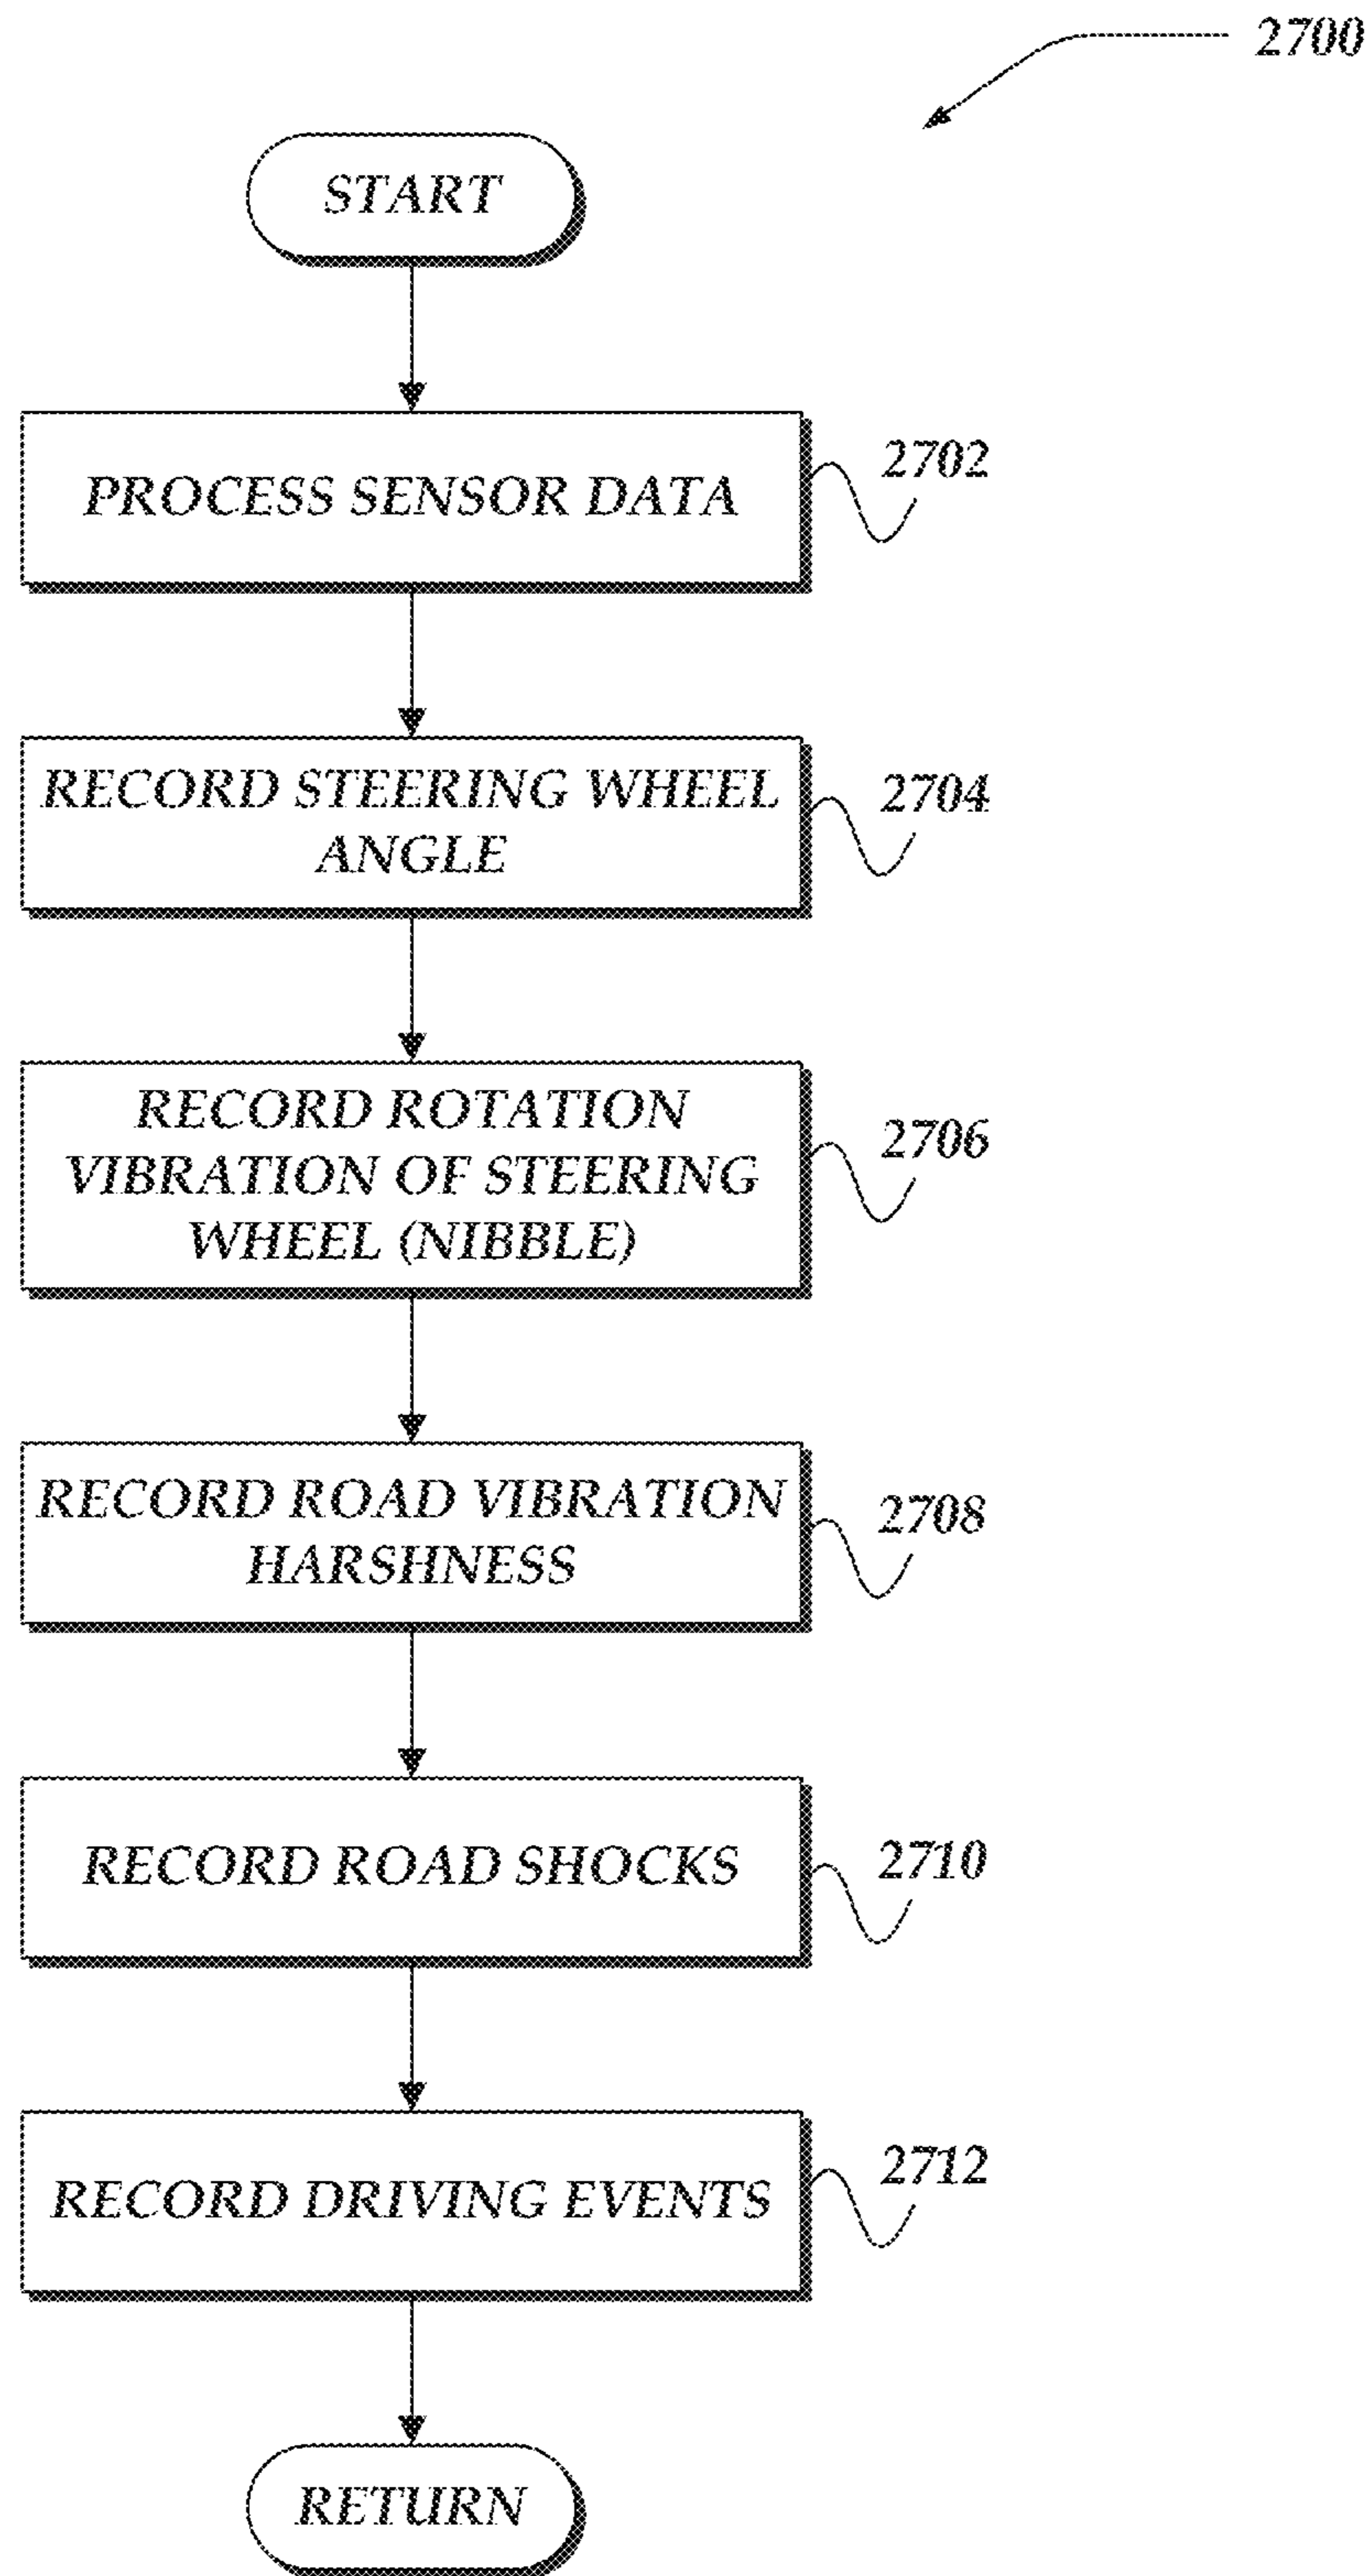 2700
START
PROCESS SENSOR DATA
2702
RECORD STEERING WHEEL
ANGLE
2704
RECORD ROTATION
VIBRATION OF STEERING
WHEEL (NIBBLE)
2706
RECORD ROAD VIBRATION
HARSHNESS
2708
RECORD ROAD SHOCKS
2710
RECORD DRIVING EVENTS
2712
RETURN